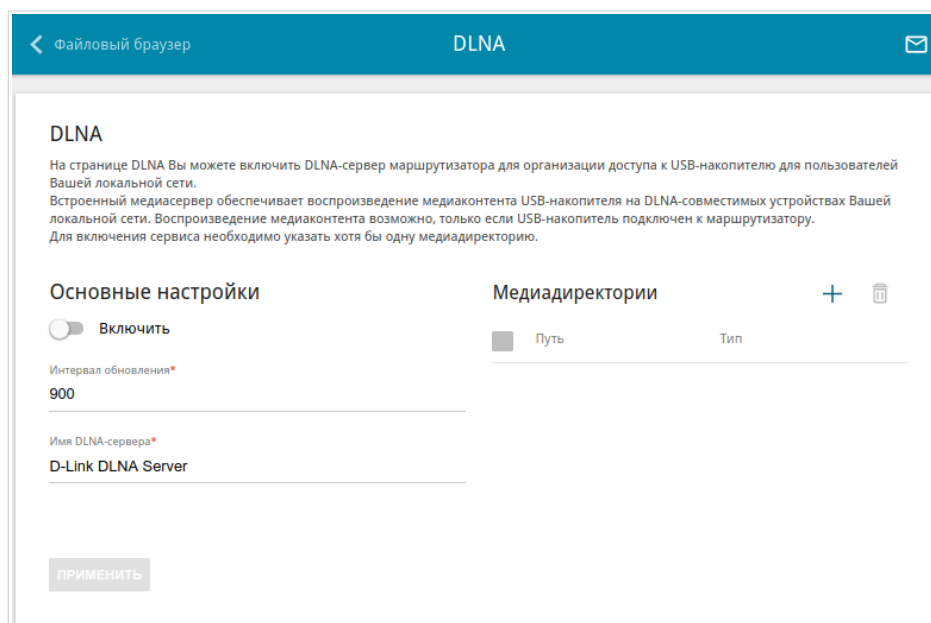 Файловый браузер
DLNA
DLNA
На странице DLNA Вы можете включить DLNA-сервер маршрутизатора для организации доступа к USB-накопителю для пользователей
Вашей локальной сети.
Встроенный медиасервер обеспечивает воспроизведение медиаконтента USB-накопителя на DLNA-совместимых устройствах Вашей
локальной сети. Воспроизведение медиаконтента возможно, только если USB-накопитель подключен к маршрутизатору.
Для включения сервиса необходимо указать хотя бы одну медиадиректорию.
Основные настройки
Включить
Интервал обновления*
900
Имя DLNA-сервера*
D-Link DLNA Server
ПРИМЕНИТЬ
Медиадиректории
Путь
Тип